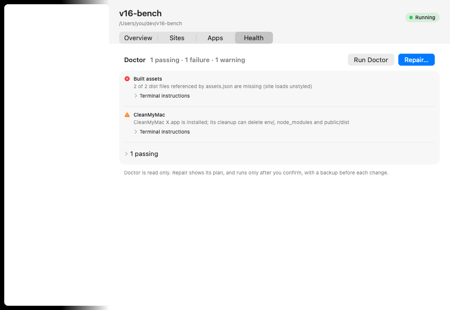 v16-bench
/Users/you/dev/v16-bench
Running
Overview
Sites
Apps
Health
Doctor 1 passing · 1 failure · 1 warning
Run Doctor
Repair...
Built assets
2 of 2 dist files referenced by assets.json are missing (site loads unstyled)
Terminal instructions
CleanMyMac
CleanMyMac X.app is installed; its cleanup can delete env, node_modules and public/dist
Terminal instructions
1 passing
Doctor is read only. Repair shows its plan, and runs only after you confirm, with a backup before each change.